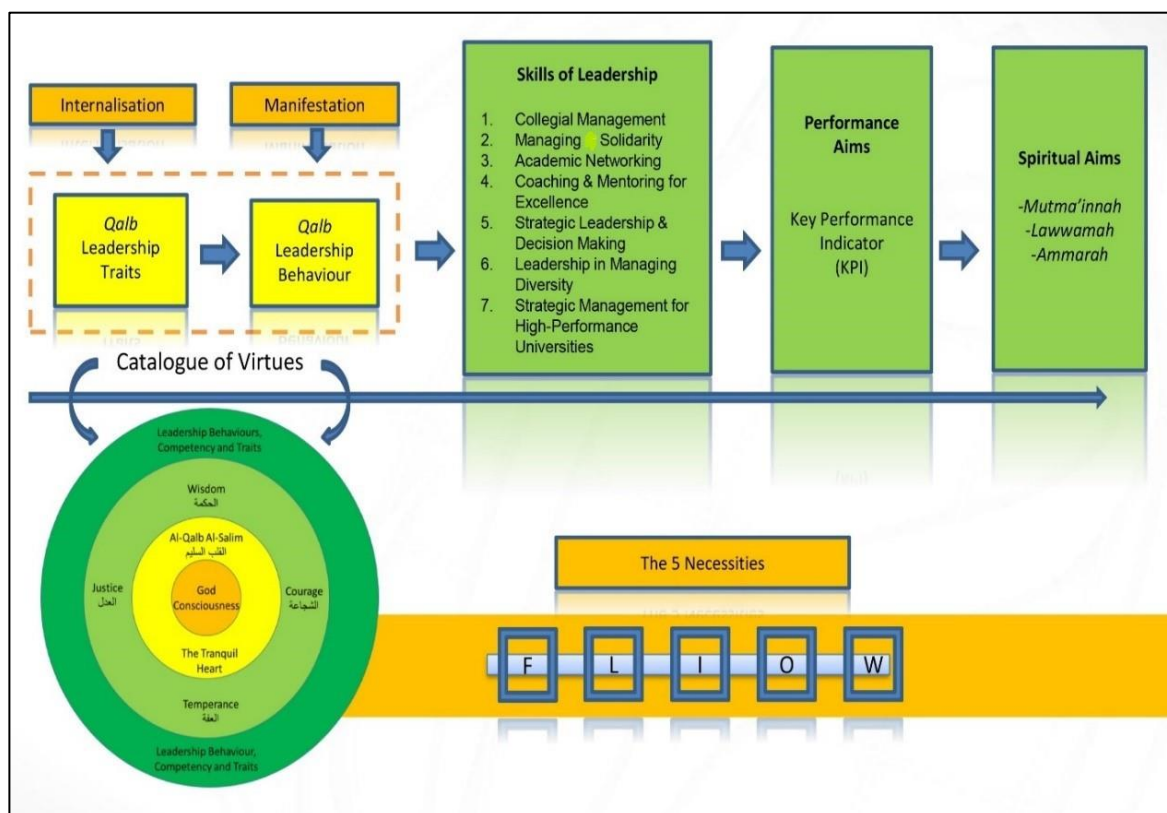 Internalisation
Manifestation
Qalb
Leadership
Traits
Qalb
Leadership
Behaviour
Skills of Leadership
1. Collegial Management
2. Managing Solidarity
3. Academic Networking
4. Coaching & Mentoring for
Excellence
5. Strategic Leadership &
Decision Making
6. Leadership in Managing
Diversity
7. Strategic Management for
High-Performance
Universities
Performance
Aims
Key Performance
Indicator
(KPI)
Spiritual Aims
-Mutma’innah
-Lawwamah
-Ammarah
Catalogue of Virtues
Leadership Behaviours,
Competency and Traits
Wisdom
الحكمة
Al-Qalb Al-Salim
القلب السليم
Justice
العدل
God
Consciousness
Courage
الشجاعة
The Tranquil
Heart
Temperance
العفة
Leadership Behaviour,
Competency and Traits
The 5 Necessities
F L I O W